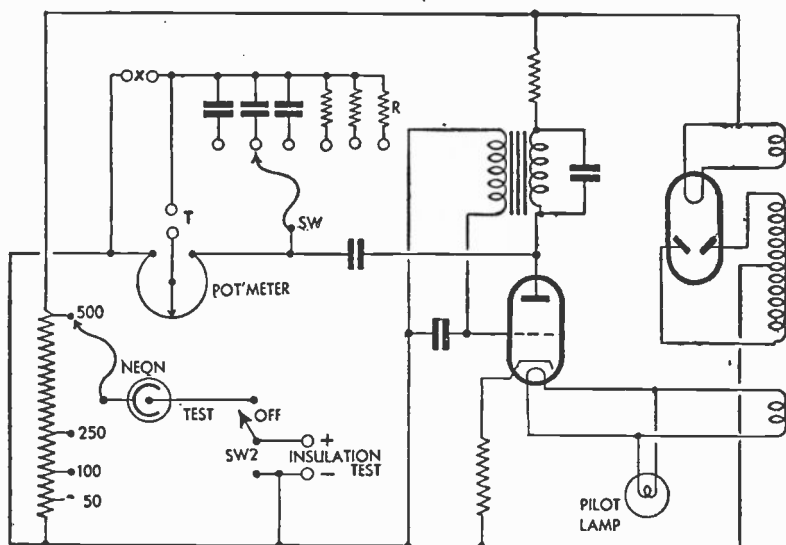 X
R
T
SW
POT'METER
500
NEON
TEST
OFF
250
+
SW2
INSULATION
TEST
100
−
50
PILOT
LAMP